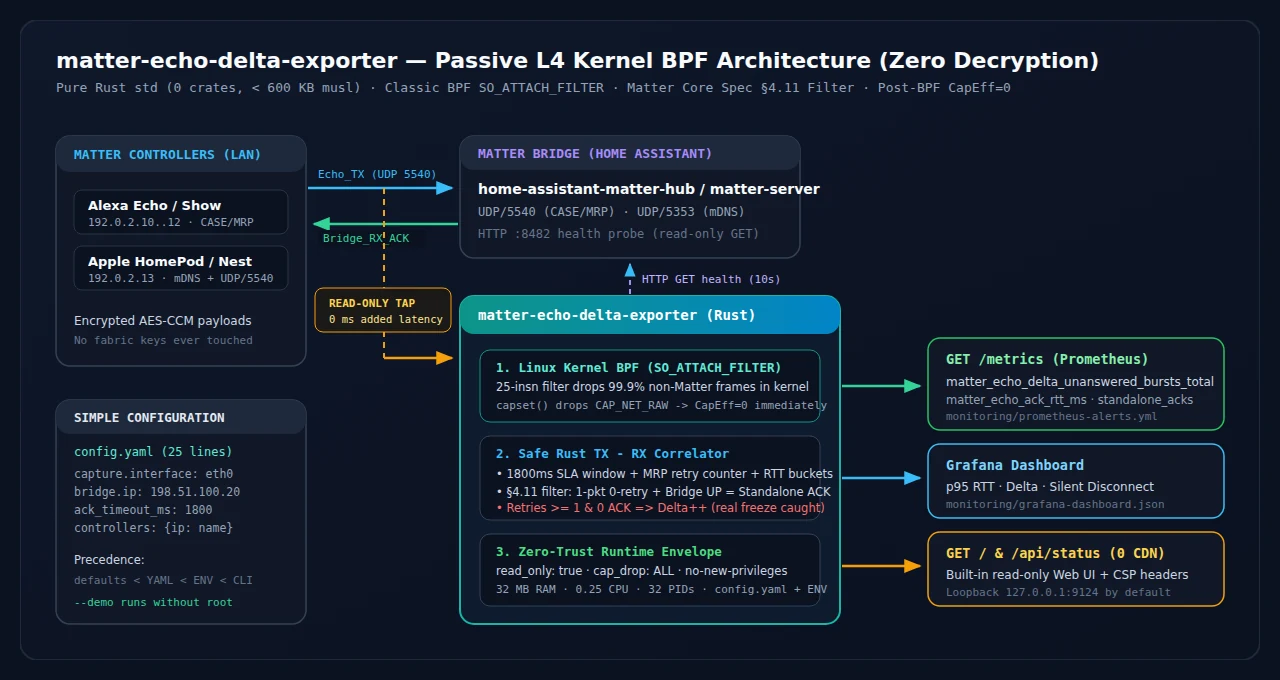 matter-echo-delta-exporter — Passive L4 Kernel BPF Architecture (Zero Decryption)
Pure Rust std (0 crates, < 600 KB musl) · Classic BPF SO_ATTACH_FILTER · Matter Core Spec §4.11 Filter · Post-BPF CapEff=0
MATTER CONTROLLERS (LAN)
Alexa Echo / Show
192.0.2.10..12 · CASE/MRP
Apple HomePod / Nest
192.0.2.13 · mDNS + UDP/5540
Encrypted AES-CCM payloads
No fabric keys ever touched
Echo_TX (UDP 5540)
Bridge_RX_ACK
READ-ONLY TAP
0 ms added latency
MATTER BRIDGE (HOME ASSISTANT)
home-assistant-matter-hub / matter-server
UDP/5540 (CASE/MRP) · UDP/5353 (mDNS)
HTTP :8482 health probe (read-only GET)
HTTP GET health (10s)
SIMPLE CONFIGURATION
config.yaml (25 lines)
capture.interface: eth0
bridge.ip: 198.51.100.20
ack_timeout_ms: 1800
controllers: {ip: name}
Precedence:
defaults < YAML < ENV < CLI
--demo runs without root
matter-echo-delta-exporter (Rust)
1. Linux Kernel BPF (SO_ATTACH_FILTER)
25-insn filter drops 99.9% non-Matter frames in kernel
capset() drops CAP_NET_RAW -> CapEff=0 immediately
2. Safe Rust TX - RX Correlator
• 1800ms SLA window + MRP retry counter + RTT buckets
• §4.11 filter: 1-pkt 0-retry + Bridge UP = Standalone ACK
• Retries >= 1 & 0 ACK => Delta++ (real freeze caught)
3. Zero-Trust Runtime Envelope
read_only: true · cap_drop: ALL · no-new-privileges
32 MB RAM · 0.25 CPU · 32 PIDs · config.yaml + ENV
GET /metrics (Prometheus)
matter_echo_delta_unanswered_bursts_total
matter_echo_ack_rtt_ms · standalone_acks
monitoring/prometheus-alerts.yml
Grafana Dashboard
p95 RTT · Delta · Silent Disconnect
monitoring/grafana-dashboard.json
GET / & /api/status (0 CDN)
Built-in read-only Web UI + CSP headers
Loopback 127.0.0.1:9124 by default